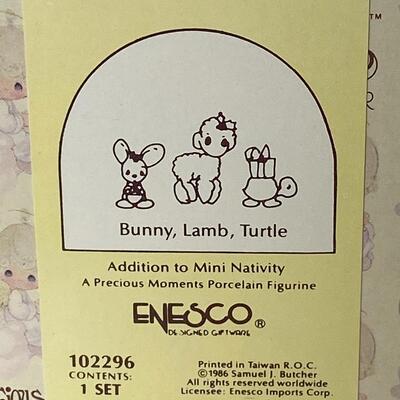 TM
Bunny, Lamb, Turtle
Addition to Mini Nativity
A Precious Moments Porcelain Figurine
ENESCO®
DESIGNED GIFTWARE
102296
CONTENTS:
1 SET
Printed in Taiwan R.O.C.
©1986 Samuel J. Butcher
All rights reserved worldwide
Licensee: Enesco Imports Corp.